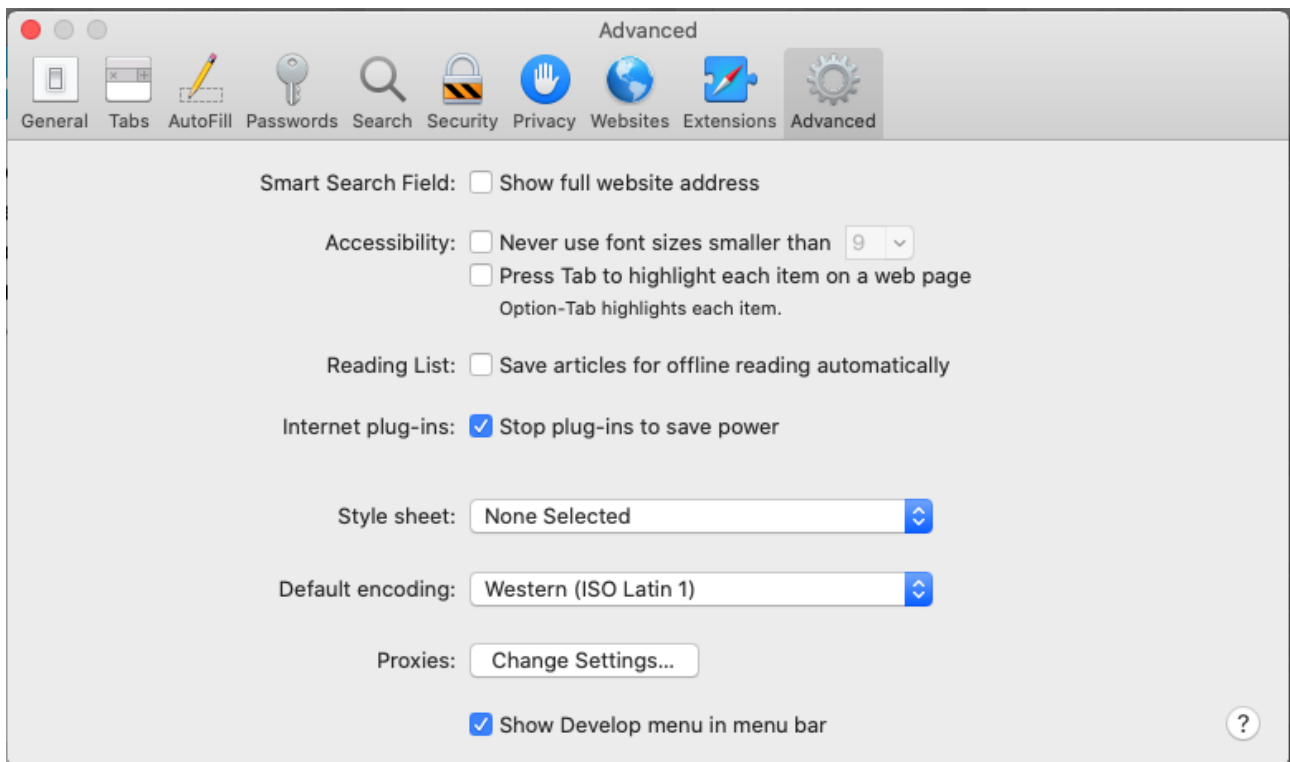 Advanced
General Tabs AutoFill Passwords Search Security Privacy Websites Extensions Advanced
Smart Search Field: Show full website address
Accessibility: Never use font sizes smaller than 9
Press Tab to highlight each item on a web page
Option-Tab highlights each item.
Reading List: Save articles for offline reading automatically
Internet plug-ins: Stop plug-ins to save power
Style sheet: None Selected
Default encoding: Western (ISO Latin 1)
Proxies: Change Settings...
Show Develop menu in menu bar
?